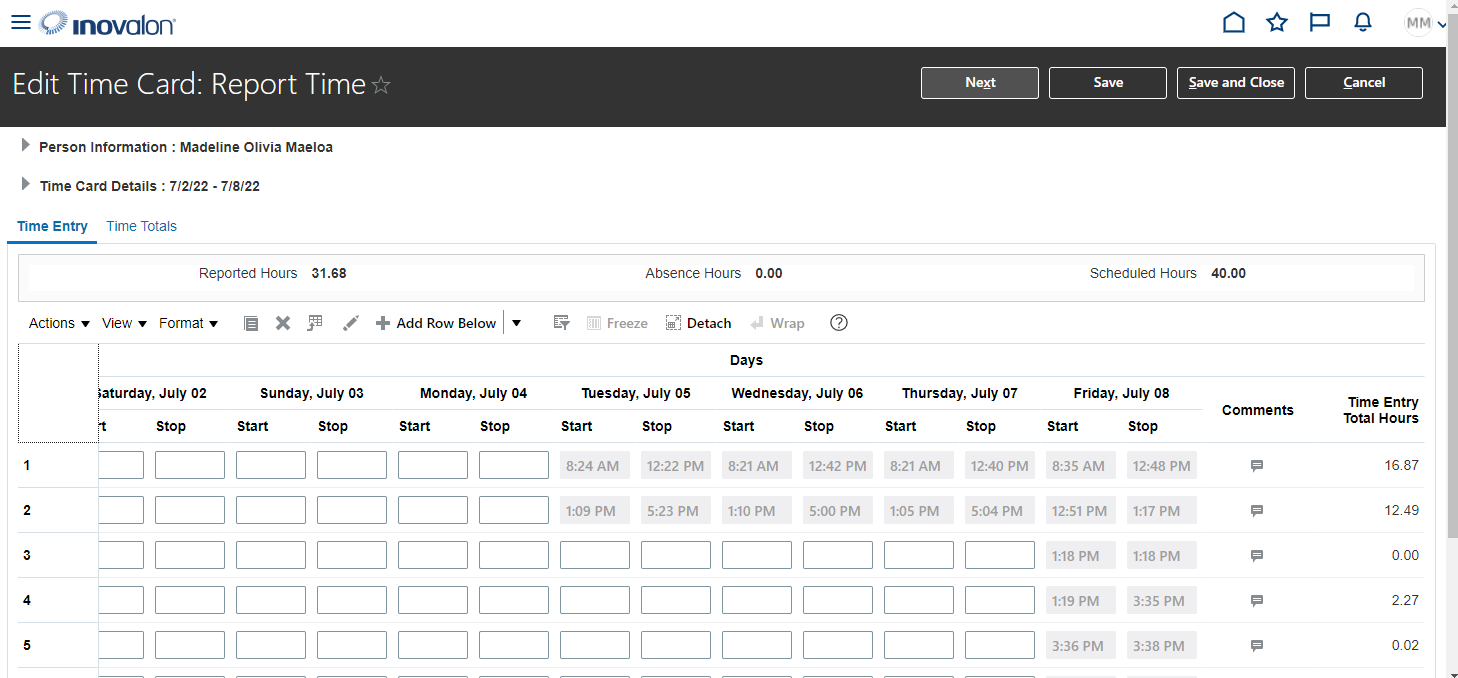 inovalon
MM
Edit Time Card: Report Time
Next
Save
Save and Close
Cancel
Person Information : Madeline Olivia Maeloa
Time Card Details : 7/2/22 - 7/8/22
Time Entry Time Totals
Reported Hours 31.68 Absence Hours 0.00 Scheduled Hours 40.00
Actions View Format Add Row Below Freeze Detach Wrap ?
Days
Saturday, July 02 Sunday, July 03 Monday, July 04 Tuesday, July 05 Wednesday, July 06 Thursday, July 07 Friday, July 08
Comments
Time Entry
Total Hours
rt Stop Start Stop Start Stop Start Stop Start Stop Start Stop Start Stop
1 8:24 AM 12:22 PM 8:21 AM 12:42 PM 8:21 AM 12:40 PM 8:35 AM 12:48 PM 16.87
2 1:09 PM 5:23 PM 1:10 PM 5:00 PM 1:05 PM 5:04 PM 12:51 PM 1:17 PM 12.49
3 1:18 PM 1:18 PM 0.00
4 1:19 PM 3:35 PM 2.27
5 3:36 PM 3:38 PM 0.02